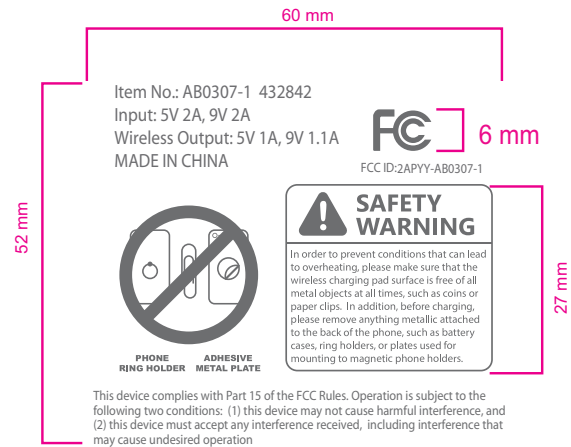 60 mm
Item No.: AB0307-1  432842
Input: 5V 2A, 9V 2A
Wireless Output: 5V 1A, 9V 1.1A
MADE IN CHINA
FC
6 mm
FCC ID:2APYY-AB0307-1
52 mm
SAFETY
WARNING
In order to prevent conditions that can lead
to overheating, please make sure that the
wireless charging pad surface is free of all
metal objects at all times, such as coins or
paper clips.  In addition, before charging,
please remove anything metallic attached
to the back of the phone, such as battery
cases, ring holders, or plates used for
mounting to magnetic phone holders.
27 mm
PHONE
RING HOLDER
ADHESIVE
METAL PLATE
This device complies with Part 15 of the FCC Rules. Operation is subject to the
following two conditions: (1) this device may not cause harmful interference, and
(2) this device must accept any interference received,  including interference that
may cause undesired operation